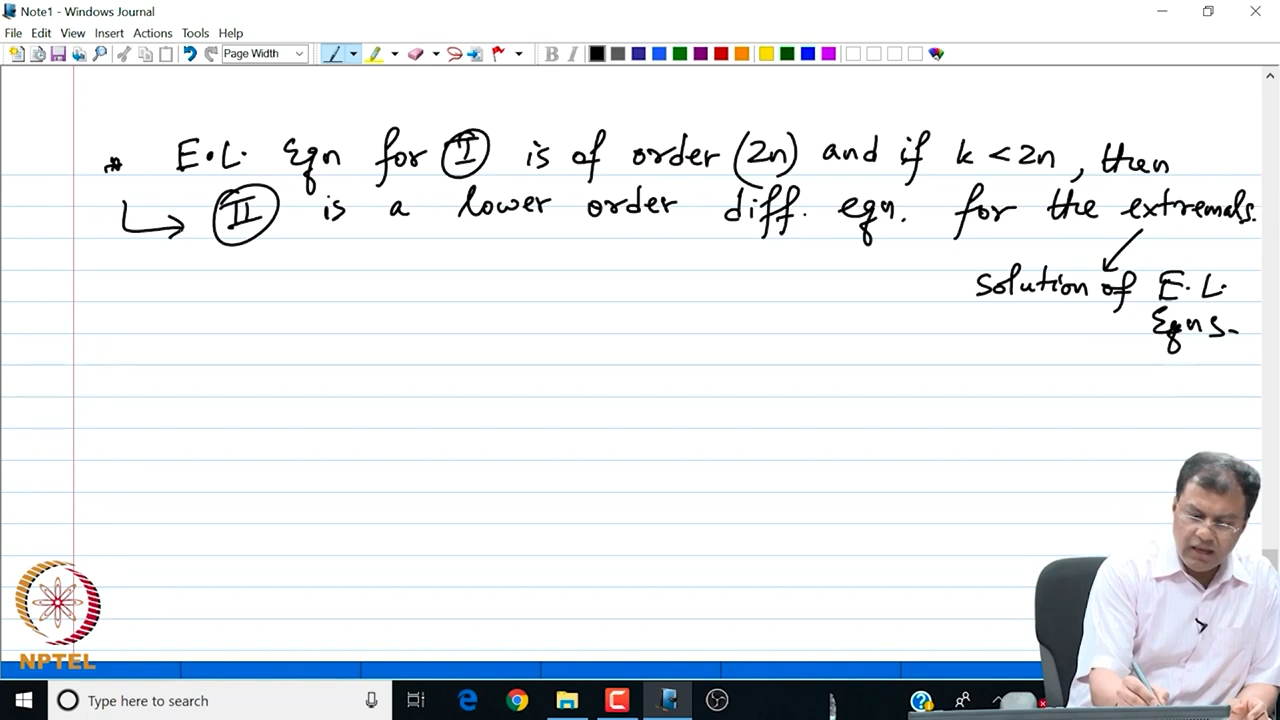 Note1 - Windows Journal
File Edit View Insert Actions Tools Help
Page Width
B I
* E.L. Eqn for I is of order (2n) and if k < 2n, then
II is a lower order diff. eqn. for the extremals.
Solution of E.L.
Eqns.
NPTEL
Type here to search